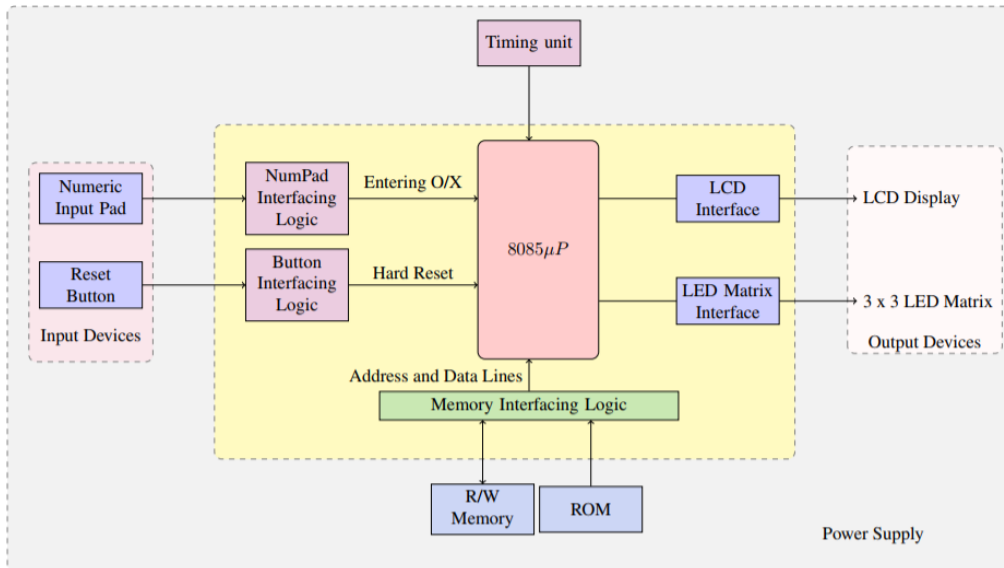 Timing unit
Numeric
Input Pad
NumPad
Interfacing
Logic
Entering O/X
LCD
Interface
LCD Display
8085μP
Reset
Button
Button
Interfacing
Logic
Hard Reset
LED Matrix
Interface
3 x 3 LED Matrix
Input Devices
Output Devices
Address and Data Lines
Memory Interfacing Logic
R/W
Memory
ROM
Power Supply